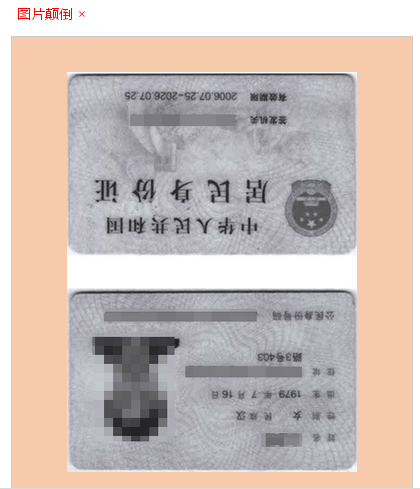 图片颠倒 ×
姓 名
性 别 女 民 族 汉
出 生 1979 年 7 月 16 日
住 址
路3号403
公民身份号码
中华人民共和国
居民身份证
签发机关
有效期限 2006.07.25-2026.07.25